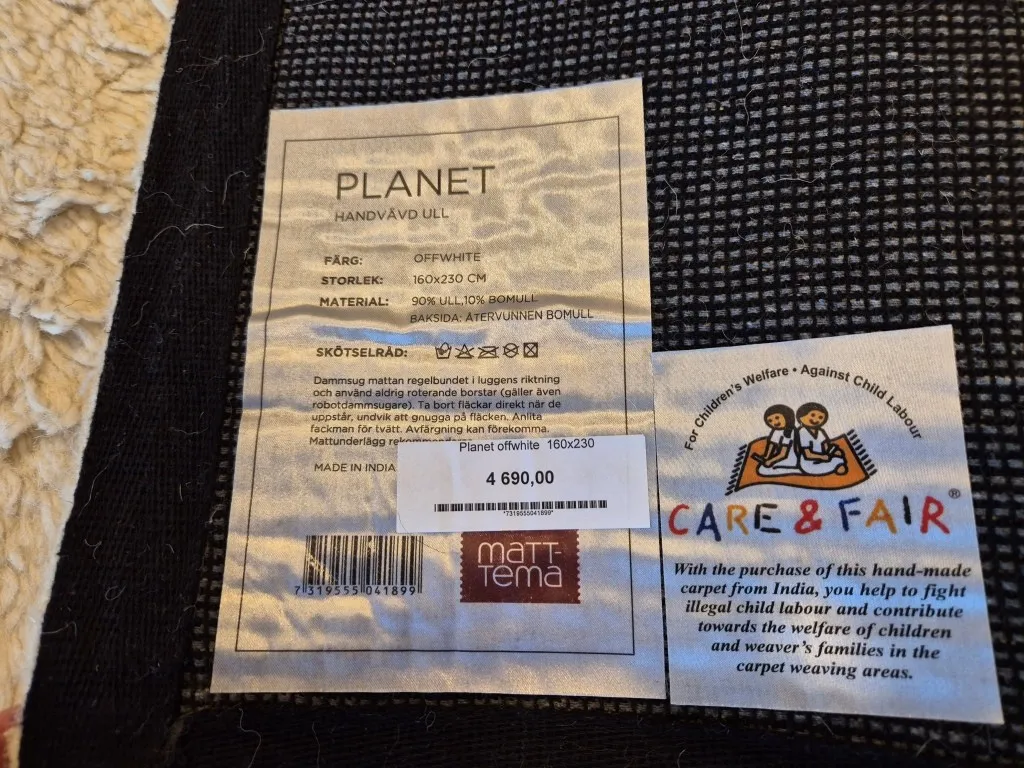 PLANET
HANDVÄVD ULL
FÄRG: OFFWHITE
STORLEK: 160x230 CM
MATERIAL: 90% ULL,10% BOMULL
BAKSIDA: ÅTERVUNNEN BOMULL
SKÖTSELRÅD:
Dammsug mattan regelbundet i luggens riktning
och använd aldrig roterande borstar (gäller även
robotdammsugare). Ta bort fläckar direkt när de
uppstår, undvik att gnugga på fläcken. Anlita
fackman för tvätt. Avfärgning kan förekomma.
Mattunderlägg
MADE IN INDIA
Planet offwhite 160x230
4 690,00
*7319555041899*
7 319555 041899
maTT-
Tema
For Children's Welfare • Against Child Labour
CARE & FAIR®
With the purchase of this hand-made
carpet from India, you help to fight
illegal child labour and contribute
towards the welfare of children
and weaver's families in the
carpet weaving areas.